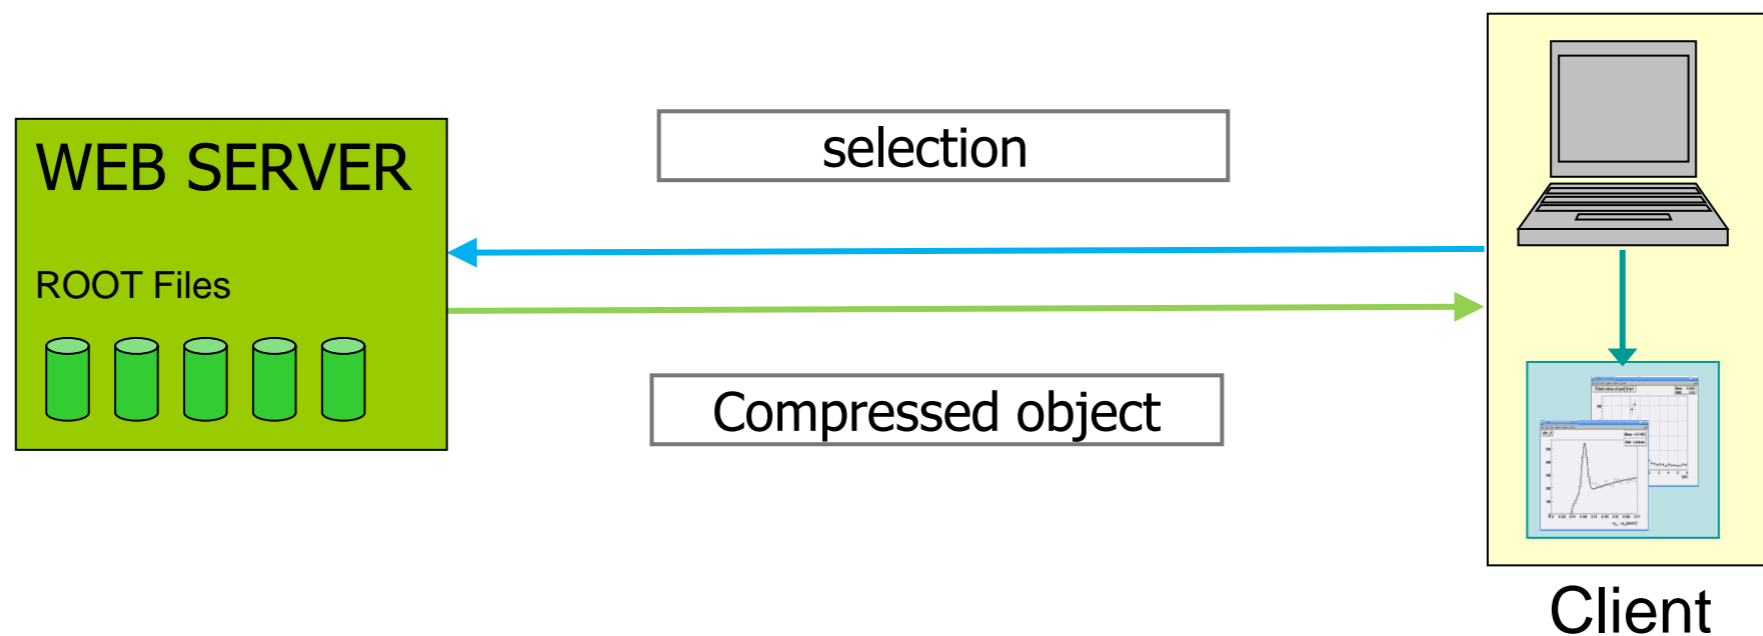 WEB SERVER
ROOT Files
selection
Compressed object
Client